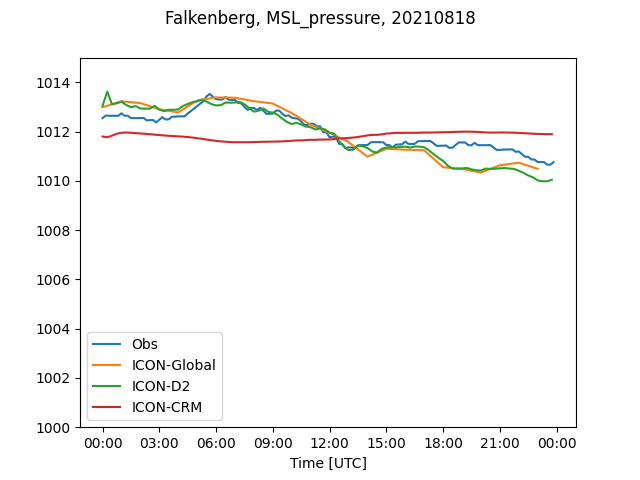 Falkenberg, MSL_pressure, 20210818
1014
1012
1010
1008
1006
1004
1002
1000
Obs
ICON-Global
ICON-D2
ICON-CRM
00:00 03:00 06:00 09:00 12:00 15:00 18:00 21:00 00:00
Time [UTC]